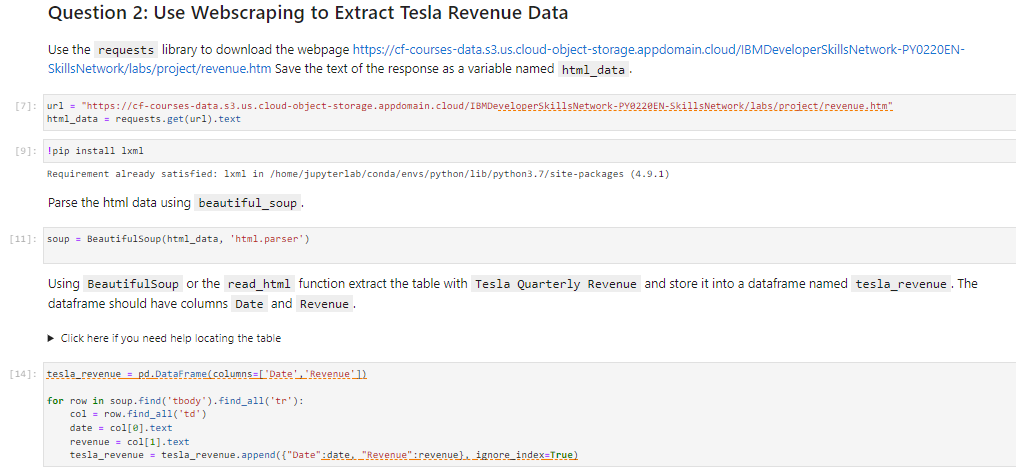 Question 2: Use Webscraping to Extract Tesla Revenue Data
Use the requests library to download the webpage https://cf-courses-data.s3.us.cloud-object-storage.appdomain.cloud/IBMDeveloperSkillsNetwork-PY0220EN-
SkillsNetwork/labs/project/revenue.htm Save the text of the response as a variable named html_data .
[7]: url = "https://cf-courses-data.s3.us.cloud-object-storage.appdomain.cloud/IBMDeveloperSkillsNetwork-PY0220EN-SkillsNetwork/labs/project/revenue.htm"
html_data = requests.get(url).text
[9]: !pip install lxml
Requirement already satisfied: lxml in /home/jupyterlab/conda/envs/python/lib/python3.7/site-packages (4.9.1)
Parse the html data using beautiful_soup .
[11]: soup = BeautifulSoup(html_data, 'html.parser')
Using BeautifulSoup or the read_html function extract the table with Tesla Quarterly Revenue and store it into a dataframe named tesla_revenue . The
dataframe should have columns Date and Revenue .
▶ Click here if you need help locating the table
[14]: tesla_revenue = pd.DataFrame(columns=['Date','Revenue'])
for row in soup.find('tbody').find_all('tr'):
    col = row.find_all('td')
    date = col[0].text
    revenue = col[1].text
    tesla_revenue = tesla_revenue.append({"Date":date, "Revenue":revenue}, ignore_index=True)